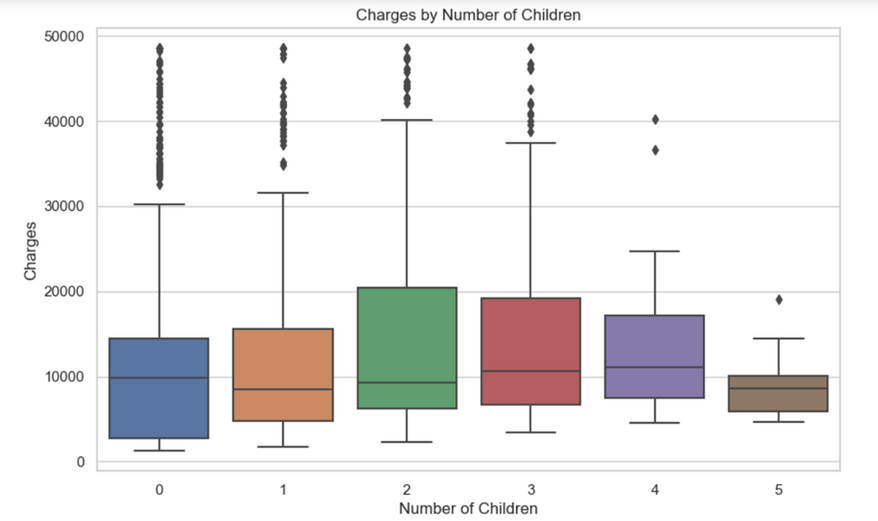 Charges by Number of Children
50000
40000
30000
20000
10000
0
Charges
0 1 2 3 4 5
Number of Children